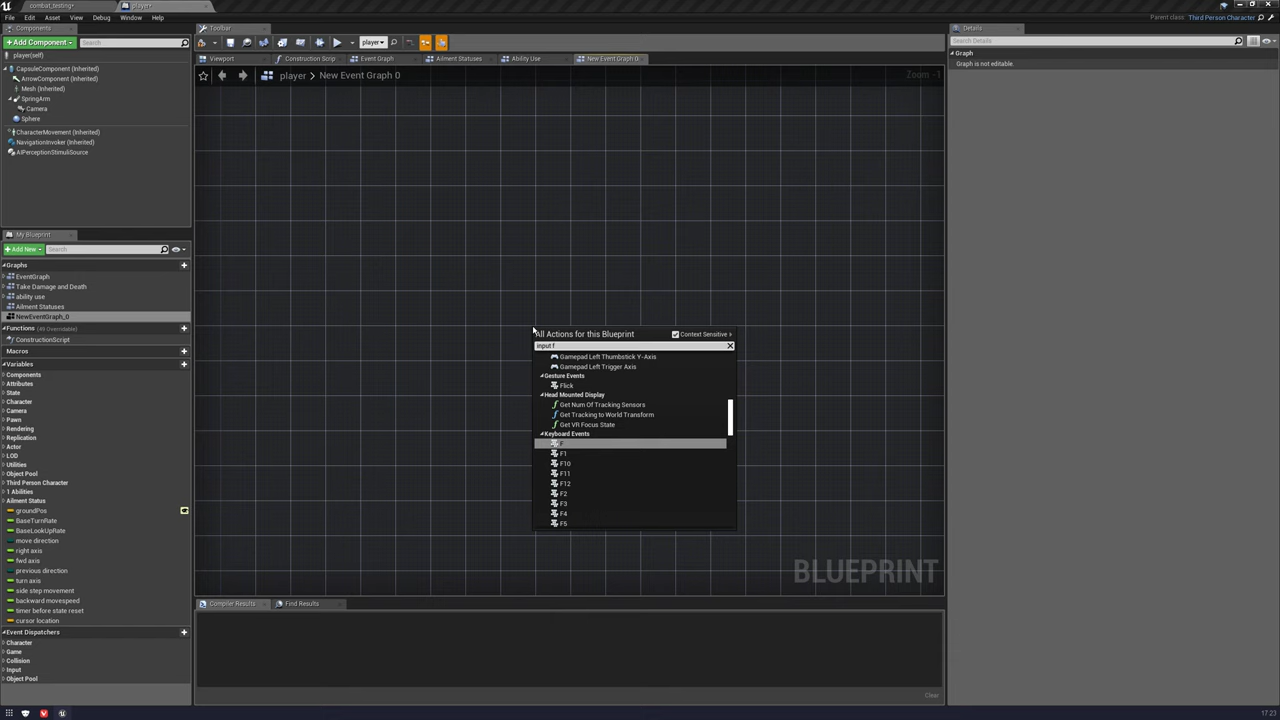 combat_testing*
player*
File Edit Asset View Debug Window Help
Parent class: Third Person Character
Components
+Add Component
Search
player(self)
CapsuleComponent (Inherited)
ArrowComponent (Inherited)
Mesh (Inherited)
SpringArm
Camera
Sphere
CharacterMovement (Inherited)
NavigationInvoker (Inherited)
AIPerceptionStimuliSource
My Blueprint
+Add New
Search
Graphs
EventGraph
Take Damage and Death
ability use
Ailment Statuses
NewEventGraph_0
Functions (49 Overridable)
ConstructionScript
Macros
Variables
Components
Attributes
State
Character
Camera
Pawn
Rendering
Replication
Actor
LOD
Utilities
Object Pool
Third Person Character
1 Abilities
Ailment Status
groundPos
BaseTurnRate
BaseLookUpRate
move direction
right axis
fwd axis
previous direction
turn axis
side step movement
backward movespeed
timer before state reset
cursor location
Event Dispatchers
Character
Game
Collision
Input
Object Pool
Toolbar
player
Viewport
Construction Scrip
Event Graph
Ailment Statuses
Ability Use
New Event Graph 0
player > New Event Graph 0
Zoom -1
All Actions for this Blueprint
Context Sensitive
input f
Gamepad Left Thumbstick Y-Axis
Gamepad Left Trigger Axis
Gesture Events
Flick
Head Mounted Display
Get Num Of Tracking Sensors
Get Tracking to World Transform
Get VR Focus State
Keyboard Events
F
F1
F10
F11
F12
F2
F3
F4
F5
BLUEPRINT
Compiler Results
Find Results
Clear
Details
Search Details
Graph
Graph is not editable.
17:23